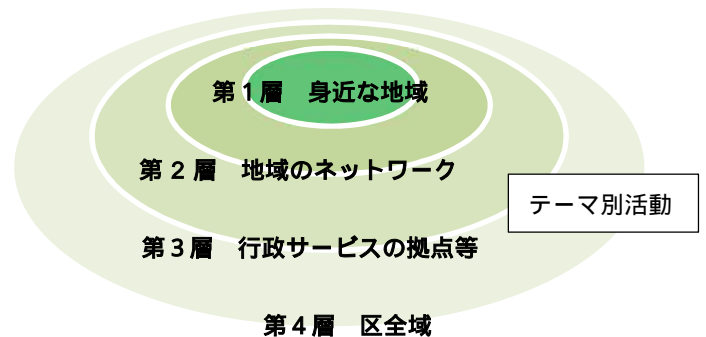 第１層　身近な地域
第２層　地域のネットワーク
テーマ別活動
第３層　行政サービスの拠点等
第４層　区全域